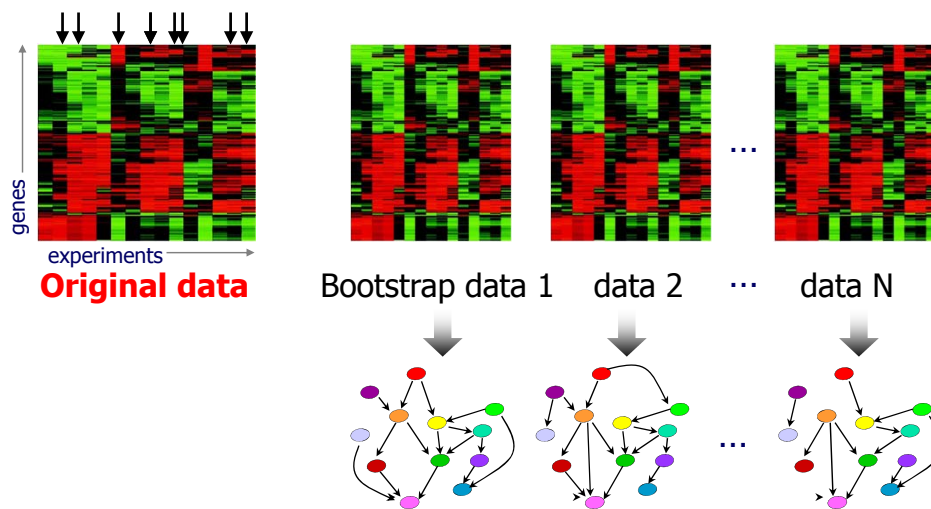 genes
experiments
Original data
...
Bootstrap data 1 data 2 ... data N
...